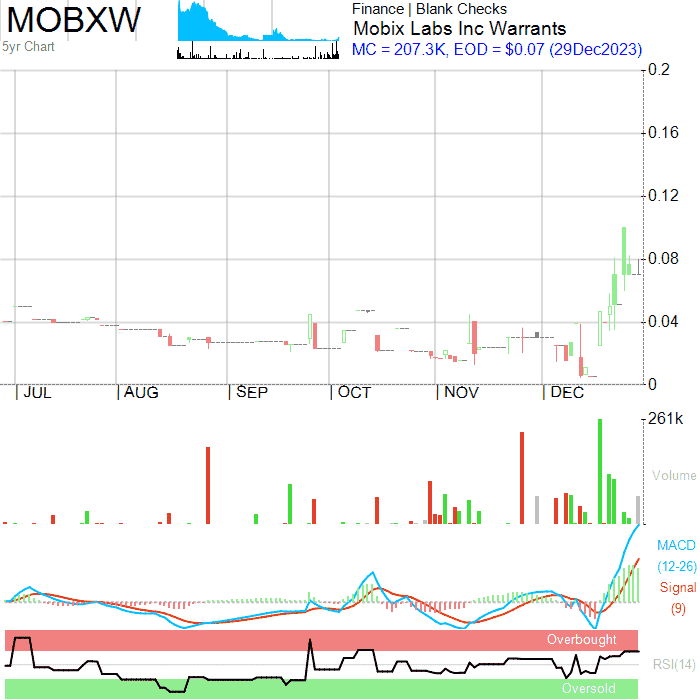 MOBXW
5yr Chart
Finance | Blank Checks
Mobix Labs Inc Warrants
MC = 207.3K, EOD = $0.07 (29Dec2023)
0.2
0.16
0.12
0.08
0.04
0
JUL AUG SEP OCT NOV DEC
261k
Volume
MACD
(12-26)
Signal
(9)
Overbought
RSI(14)
Oversold